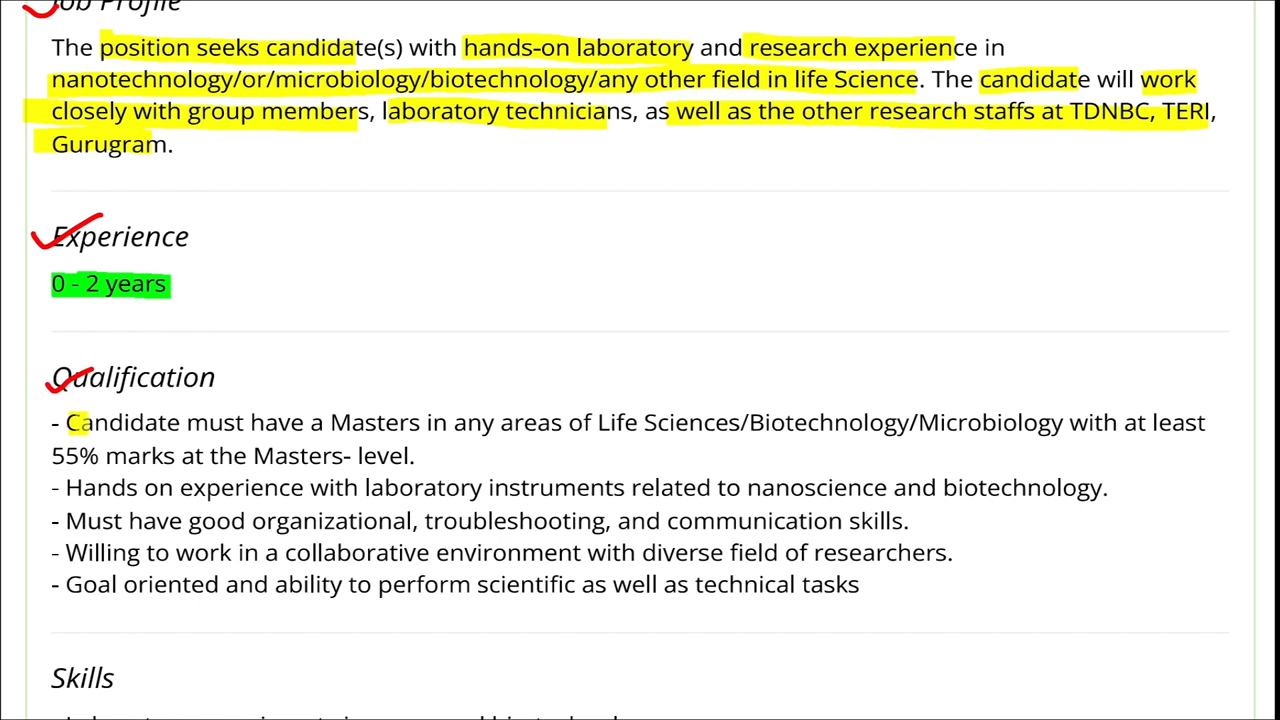 Job Profile
The position seeks candidate(s) with hands-on laboratory and research experience in
nanotechnology/or/microbiology/biotechnology/any other field in life Science. The candidate will work
closely with group members, laboratory technicians, as well as the other research staffs at TDNBC, TERI,
Gurugram.
Experience
0 - 2 years
Qualification
- Candidate must have a Masters in any areas of Life Sciences/Biotechnology/Microbiology with at least
55% marks at the Masters- level.
- Hands on experience with laboratory instruments related to nanoscience and biotechnology.
- Must have good organizational, troubleshooting, and communication skills.
- Willing to work in a collaborative environment with diverse field of researchers.
- Goal oriented and ability to perform scientific as well as technical tasks
Skills